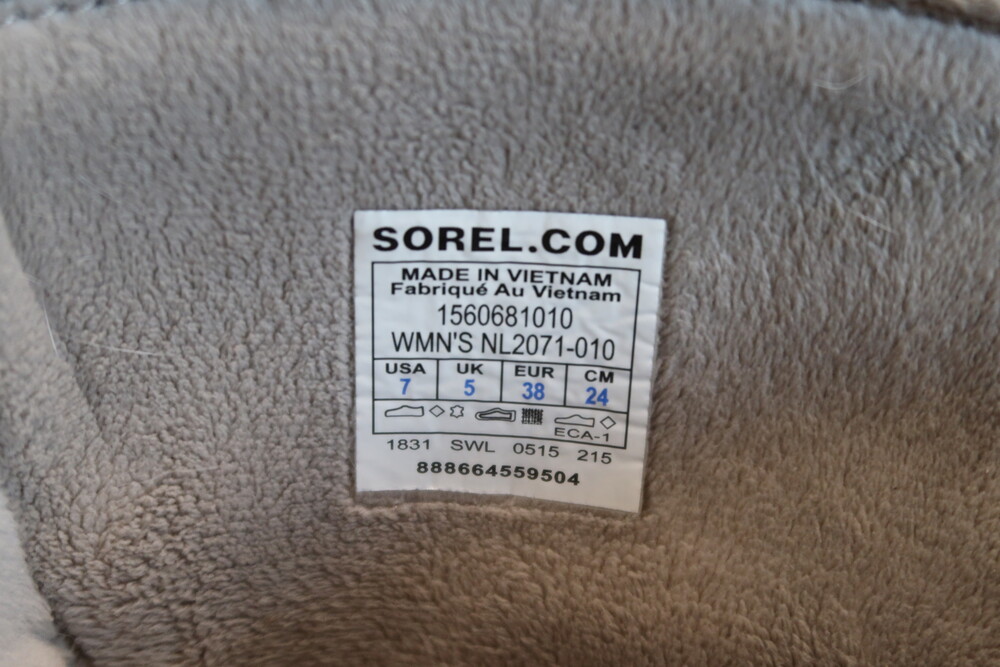 SOREL.COM
MADE IN VIETNAM
Fabriqué Au Vietnam
1560681010
WMN'S NL2071-010
USA UK EUR CM
7 5 38 24
ECA-1
1831 SWL 0515 215
888664559504